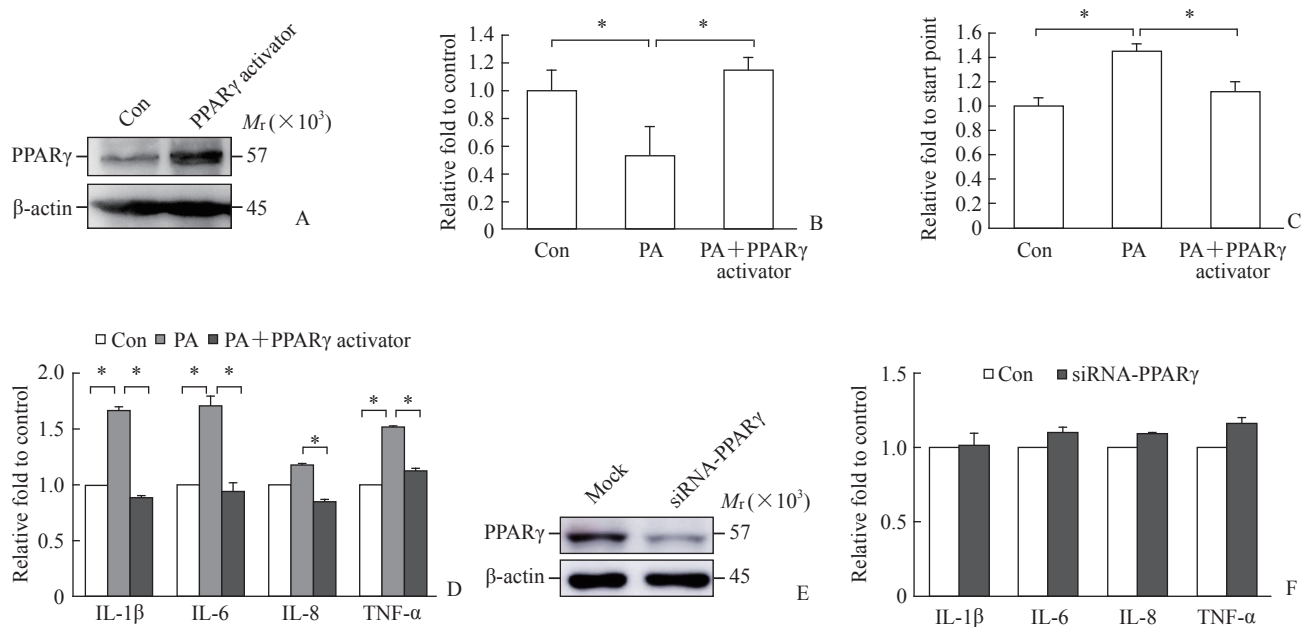 Con
PPARγ activator
Mr (×10³)
PPARγ
57
β-actin
45
A
Relative fold to control
1.4
1.2
1.0
0.8
0.6
0.4
0.2
0
*
*
Con
PA
PA+PPARγ
activator
B
Relative fold to start point
1.6
1.4
1.2
1.0
0.8
0.6
0.4
0.2
0
*
*
Con
PA
PA+PPARγ
activator
C
Con PA PA+PPARγ activator
Relative fold to control
2.0
1.5
1.0
0.5
0
* *
* *
*
* *
IL-1β IL-6 IL-8 TNF-α
D
Mock
siRNA-PPARγ
Mr (×10³)
PPARγ
57
β-actin
45
E
Con siRNA-PPARγ
Relative fold to control
1.5
1.0
0.5
0
IL-1β IL-6 IL-8 TNF-α
F